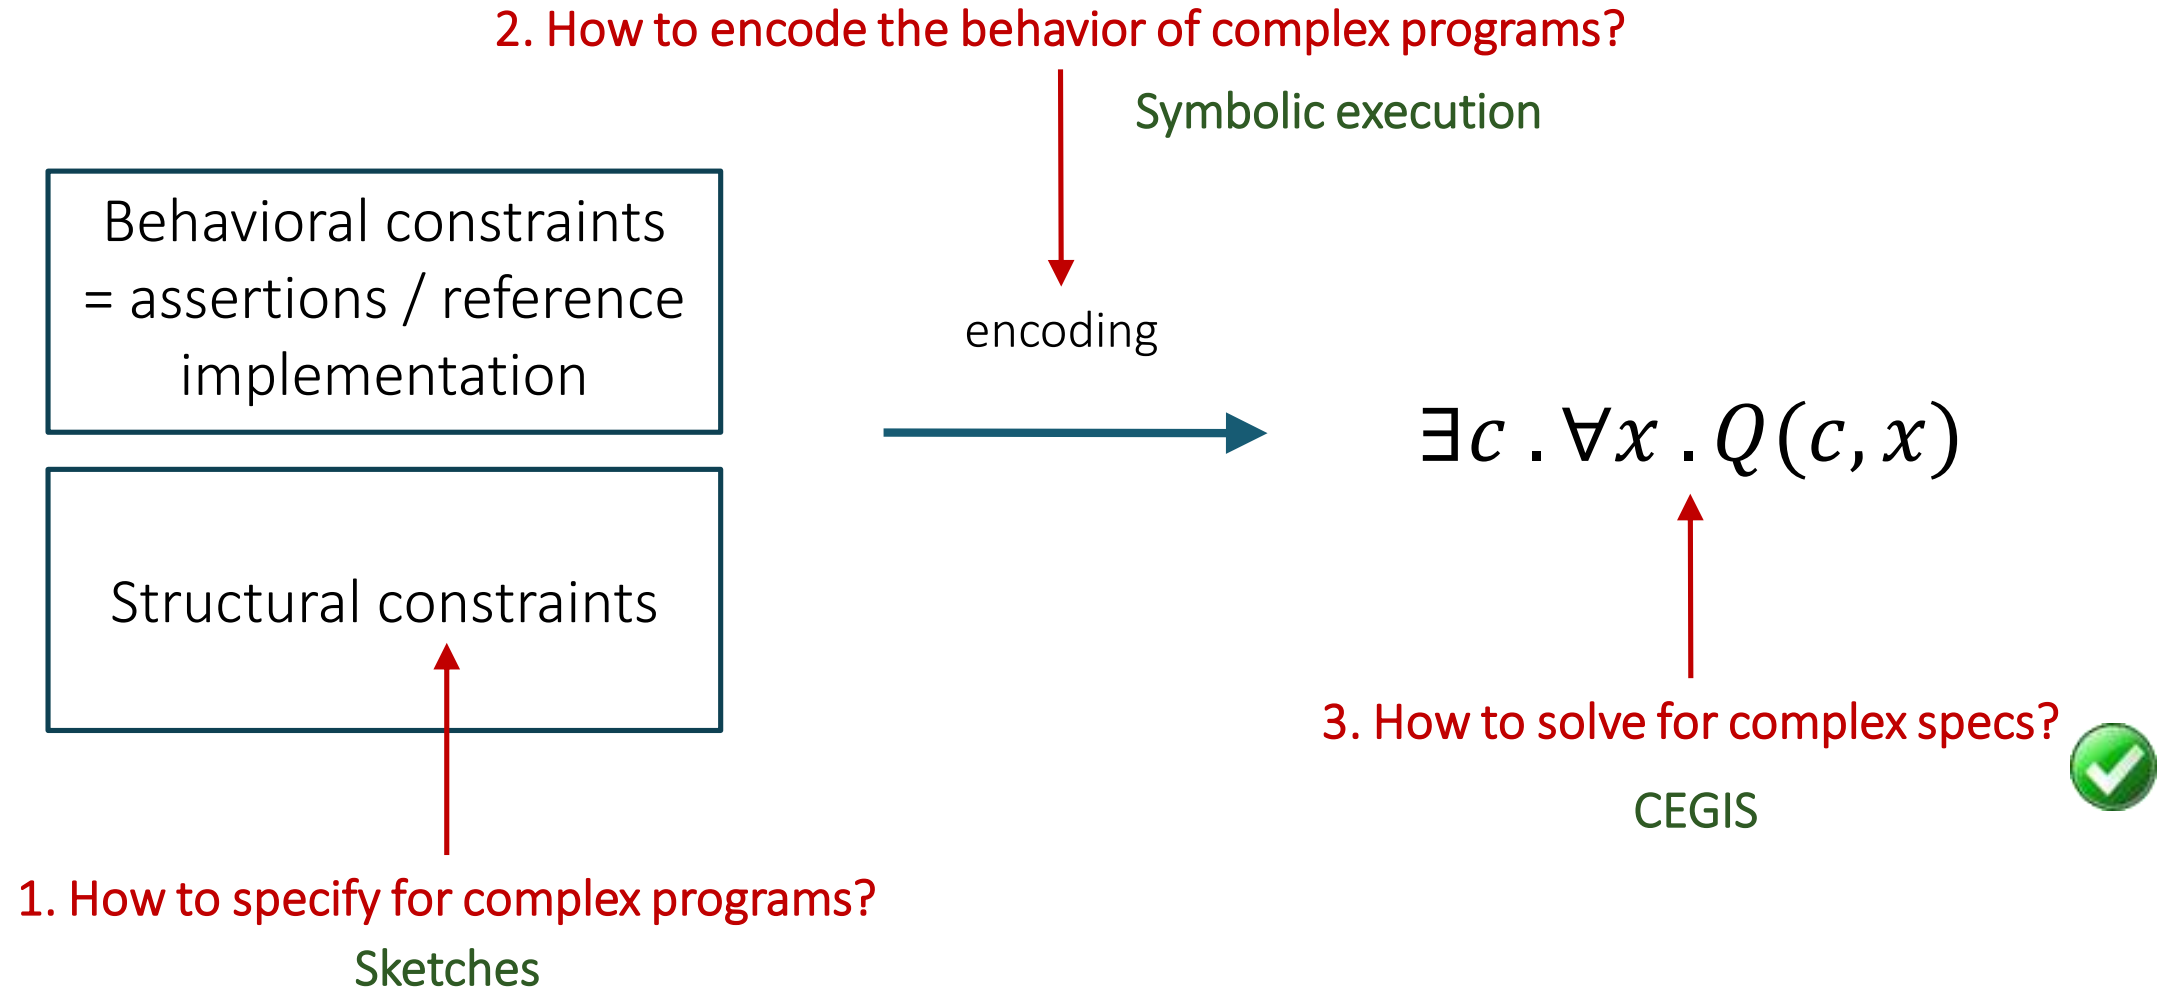 2. How to encode the behavior of complex programs?
Symbolic execution
Behavioral constraints
= assertions / reference
implementation
encoding
∃c . ∀x . Q(c, x)
Structural constraints
3. How to solve for complex specs?
CEGIS
1. How to specify for complex programs?
Sketches